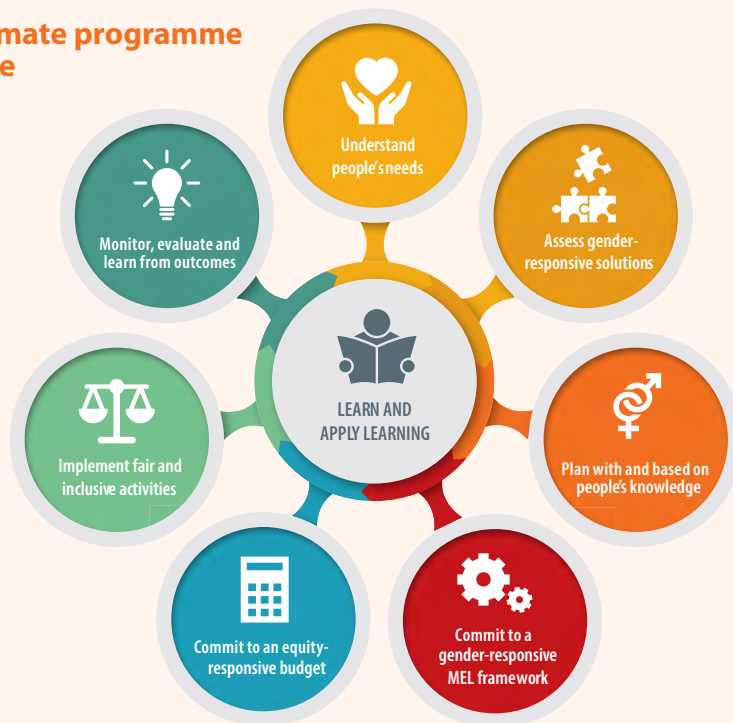 mate programme
e
Understand
people's needs
Assess gender-
responsive solutions
Plan with and based on
people's knowledge
Commit to a
gender-responsive
MEL framework
Commit to an equity-
responsive budget
Implement fair and
inclusive activities
Monitor, evaluate and
learn from outcomes
LEARN AND
APPLY LEARNING